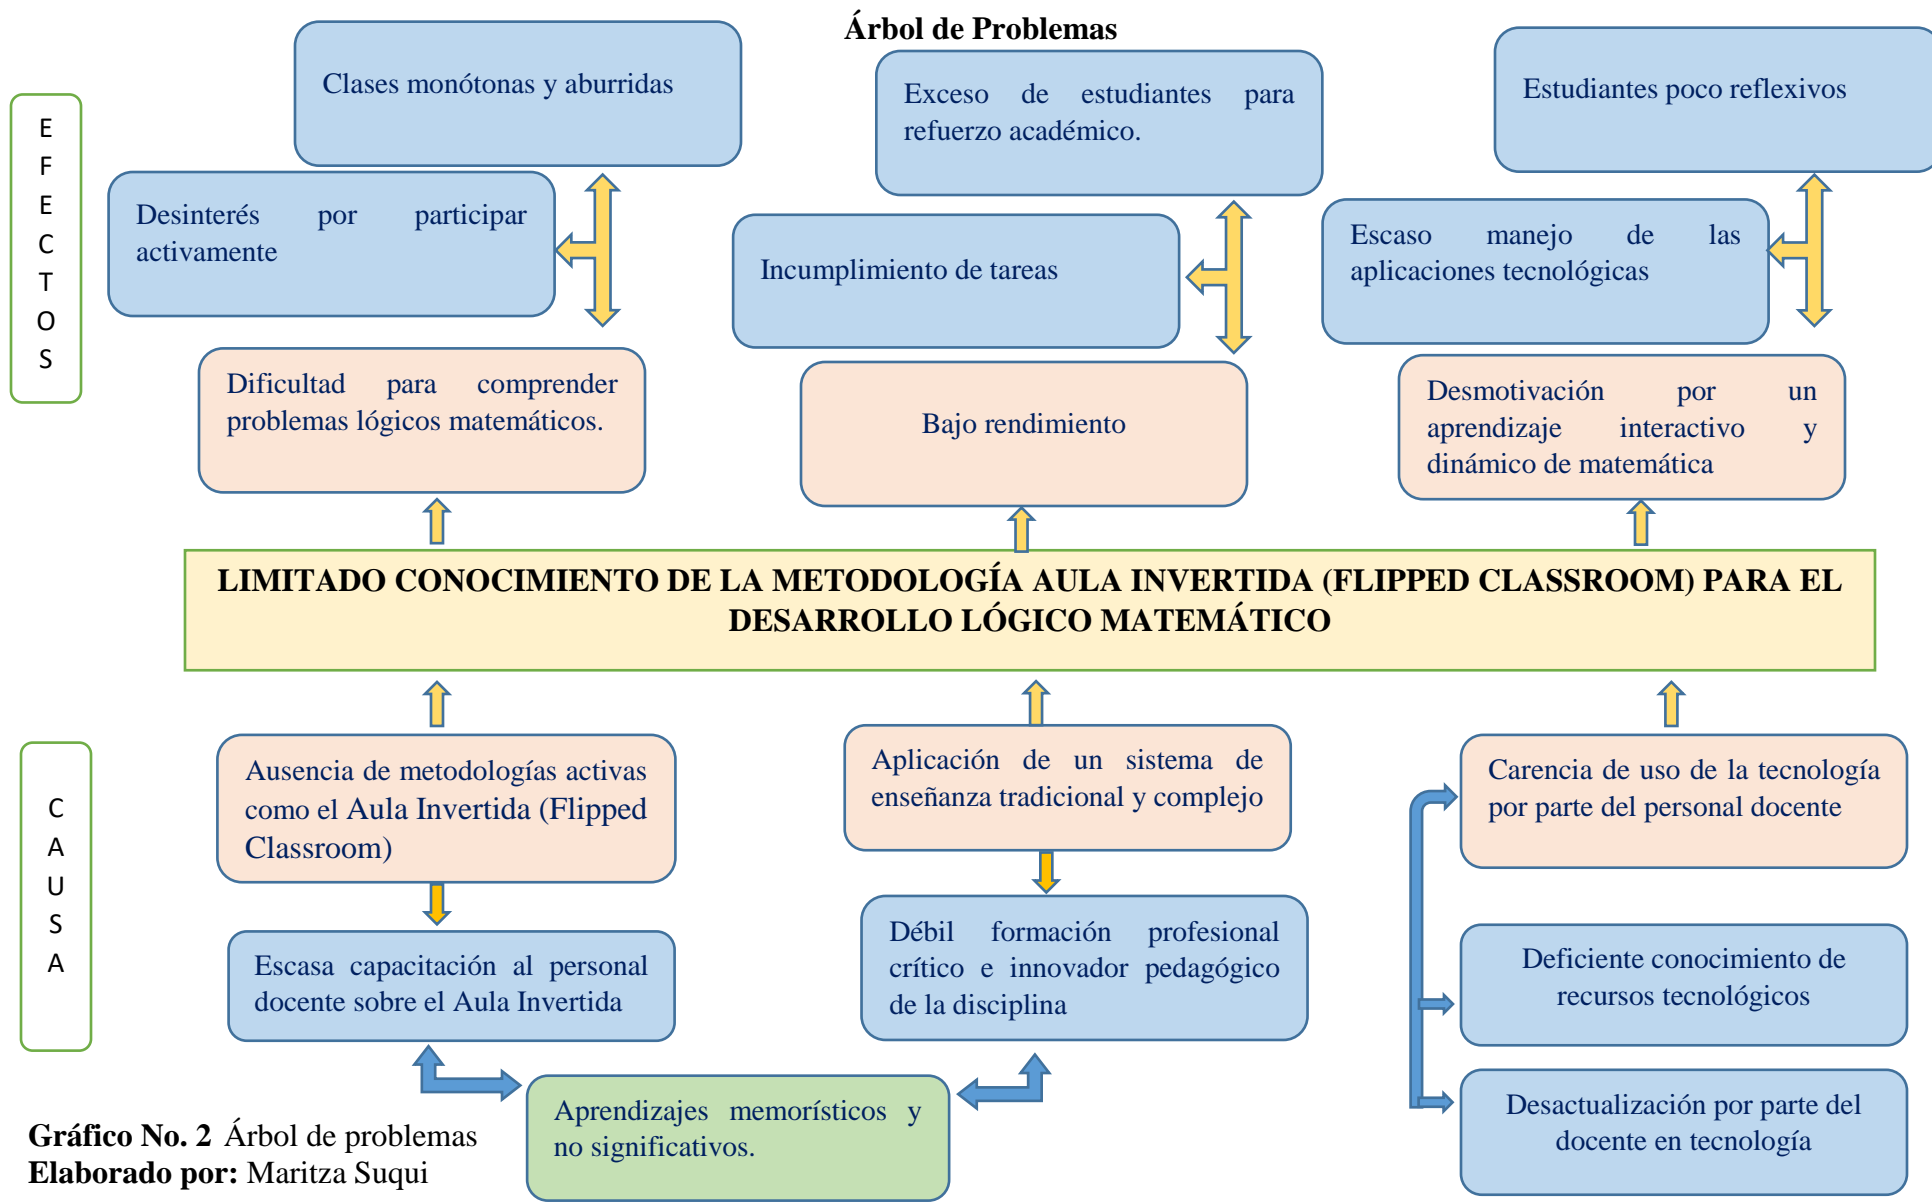 Árbol de Problemas
E
F
E
C
T
O
S
Clases monótonas y aburridas
Exceso de estudiantes para
refuerzo académico.
Estudiantes poco reflexivos
Desinterés por participar
activamente
Incumplimiento de tareas
Escaso manejo de las
aplicaciones tecnológicas
Dificultad para comprender
problemas lógicos matemáticos.
Bajo rendimiento
Desmotivación por un
aprendizaje interactivo y
dinámico de matemática
LIMITADO CONOCIMIENTO DE LA METODOLOGÍA AULA INVERTIDA (FLIPPED CLASSROOM) PARA EL
DESARROLLO LÓGICO MATEMÁTICO
C
A
U
S
A
Ausencia de metodologías activas
como el Aula Invertida (Flipped
Classroom)
Aplicación de un sistema de
enseñanza tradicional y complejo
Carencia de uso de la tecnología
por parte del personal docente
Escasa capacitación al personal
docente sobre el Aula Invertida
Débil formación profesional
crítico e innovador pedagógico
de la disciplina
Deficiente conocimiento de
recursos tecnológicos
Aprendizajes memorísticos y
no significativos.
Desactualización por parte del
docente en tecnología
Gráfico No. 2 Árbol de problemas
Elaborado por: Maritza Suqui